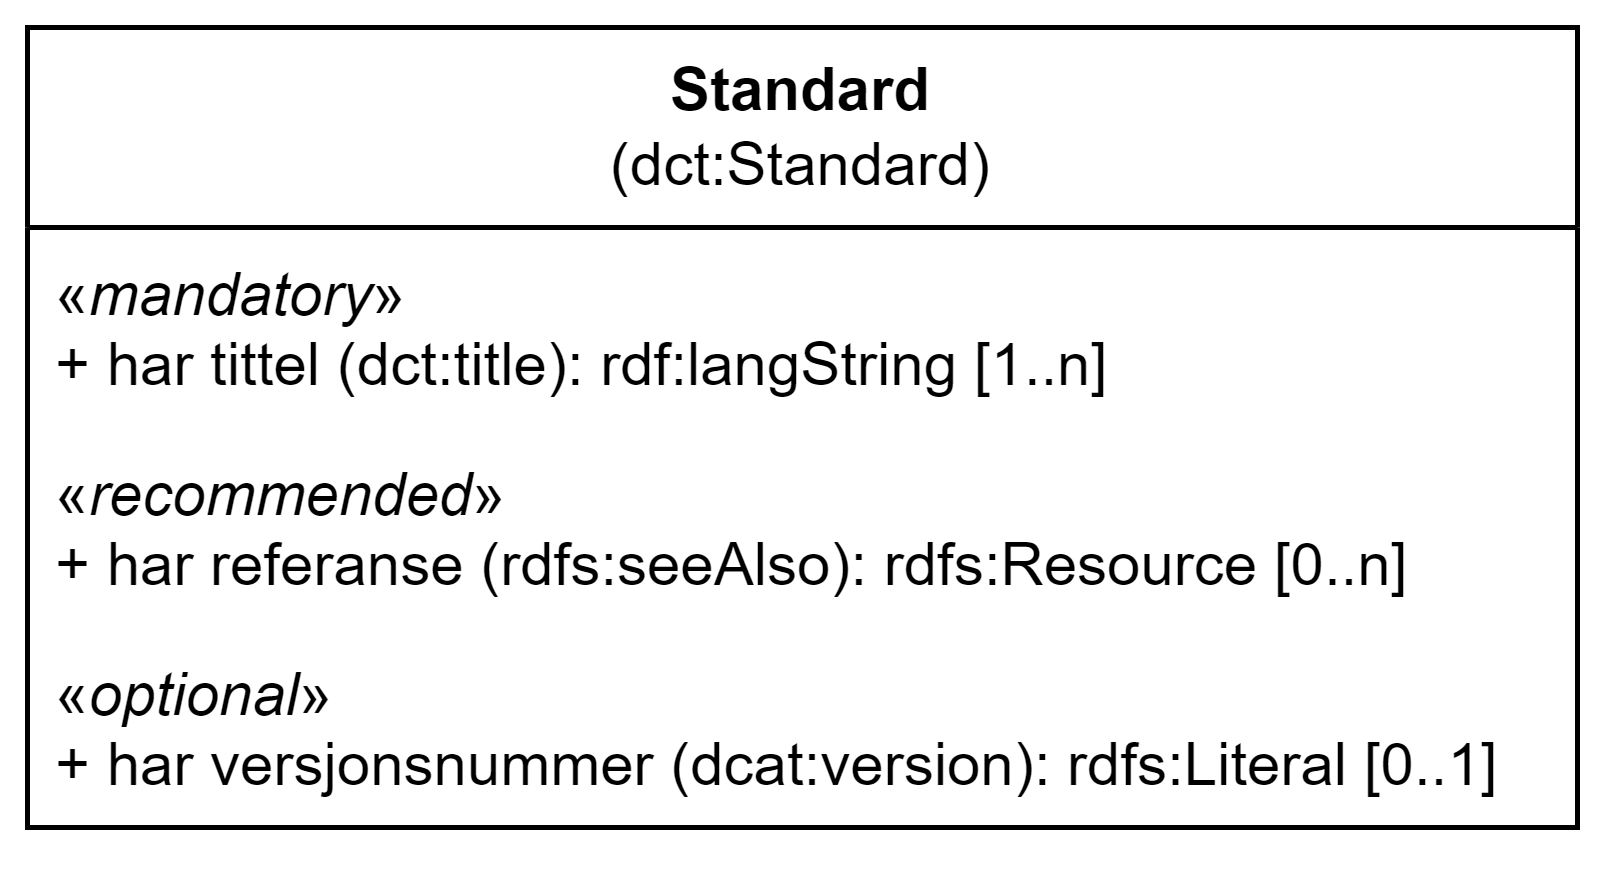 Standard
(dct:Standard)
«mandatory»
+ har tittel (dct:title): rdf:langString [1..n]
«recommended»
+ har referanse (rdfs:seeAlso): rdfs:Resource [0..n]
«optional»
+ har versjonsnummer (dcat:version): rdfs:Literal [0..1]